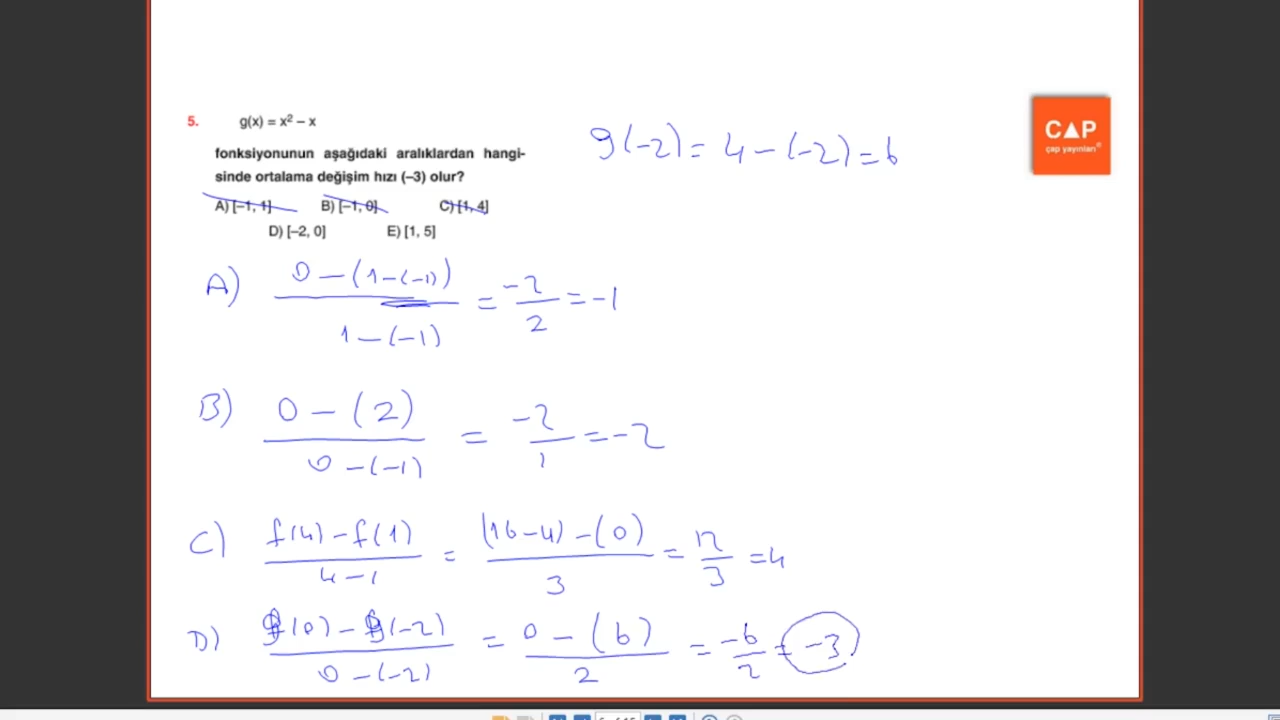 5. g(x) = x² – x
fonksiyonunun aşağıdaki aralıklardan hangi-
sinde ortalama değişim hızı (–3) olur?
A) [–1, 1] B) [–1, 0] C) [1, 4]
D) [–2, 0] E) [1, 5]
g(-2) = 4 - (-2) = 6
CAP
çap yayınları®
A) 0 - (1 - (-1)) / 1 - (-1) = -2/2 = -1
B) 0 - (2) / 0 - (-1) = -2/1 = -2
C) f(4) - f(1) / 4 - 1 = (16 - 4) - (0) / 3 = 12/3 = 4
D) g(0) - g(-2) / 0 - (-2) = 0 - (6) / 2 = -6/2 = -3